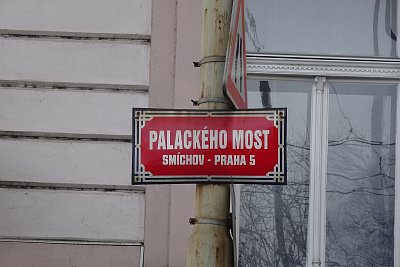 PALACKÉHO MOST
SMÍCHOV - PRAHA 5